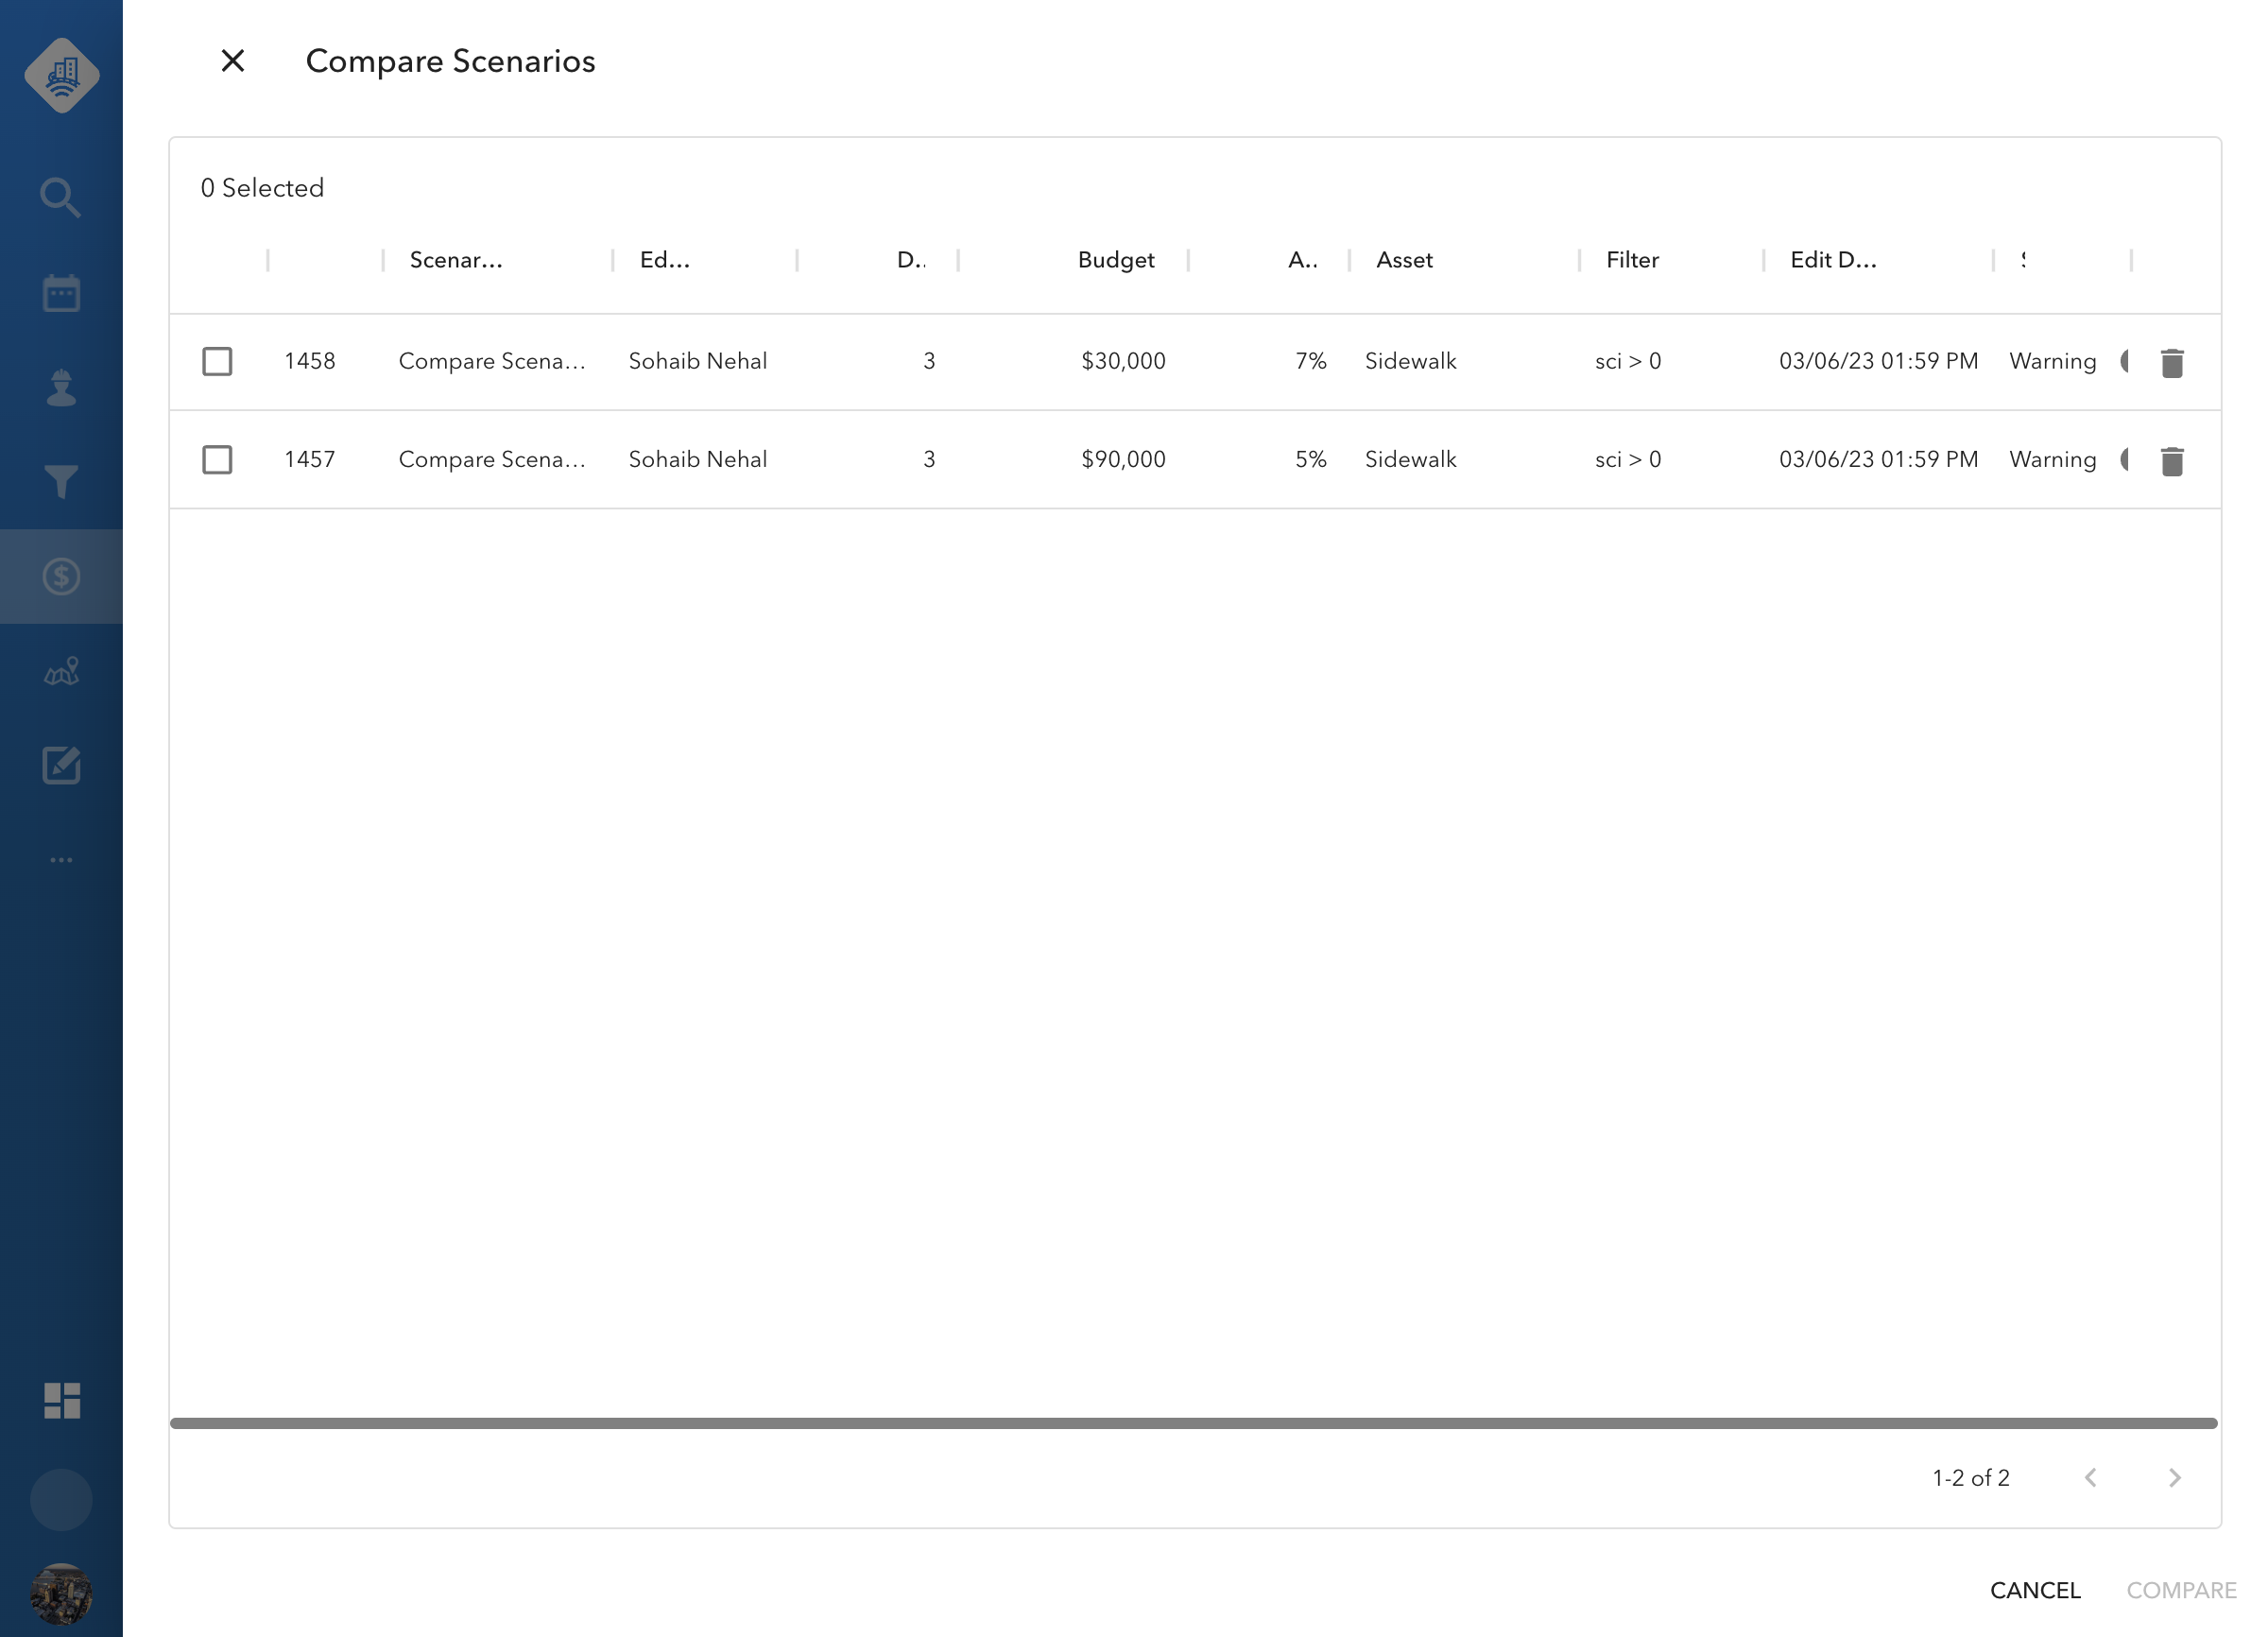 Compare Scenarios
0 Selected
Scenar... Ed... D.. Budget A.. Asset Filter Edit D...
1458 Compare Scena... Sohaib Nehal 3 $30,000 7% Sidewalk sci > 0 03/06/23 01:59 PM Warning
1457 Compare Scena... Sohaib Nehal 3 $90,000 5% Sidewalk sci > 0 03/06/23 01:59 PM Warning
1-2 of 2
CANCEL COMPARE